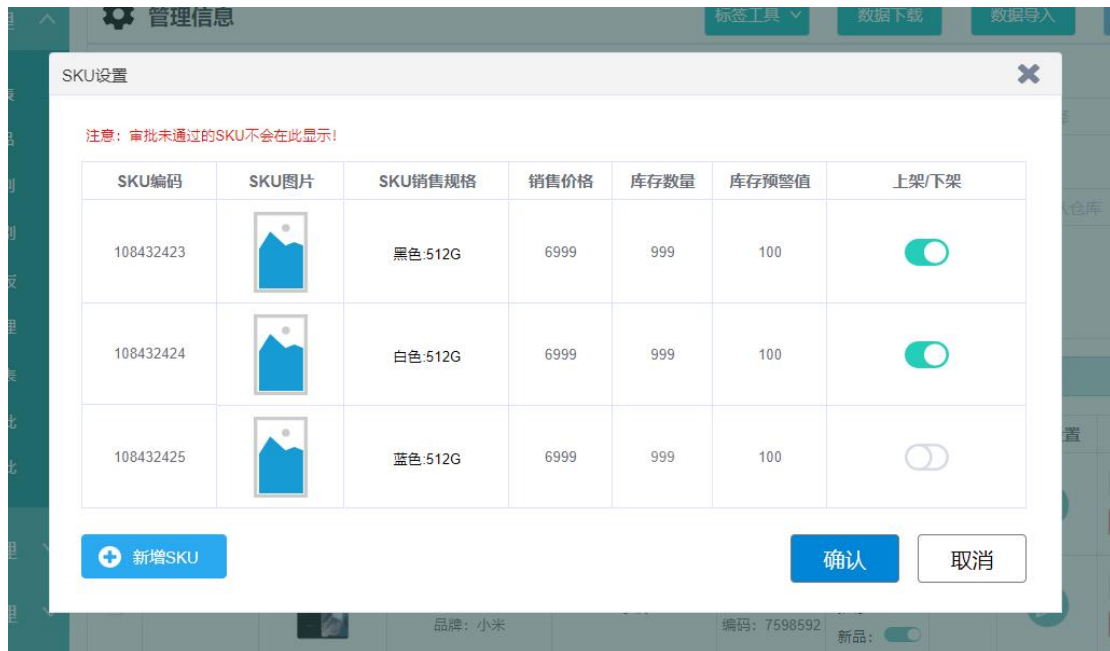 管理信息
标签工具
数据下载
数据导入
SKU设置
注意：审批未通过的SKU不会在此显示!
SKU编码 SKU图片 SKU销售规格 销售价格 库存数量 库存预警值 上架/下架
108432423 黑色:512G 6999 999 100
108432424 白色:512G 6999 999 100
108432425 蓝色:512G 6999 999 100
新增SKU
确认
取消
仓库
置
品牌：小米
编码：7598592
新品：